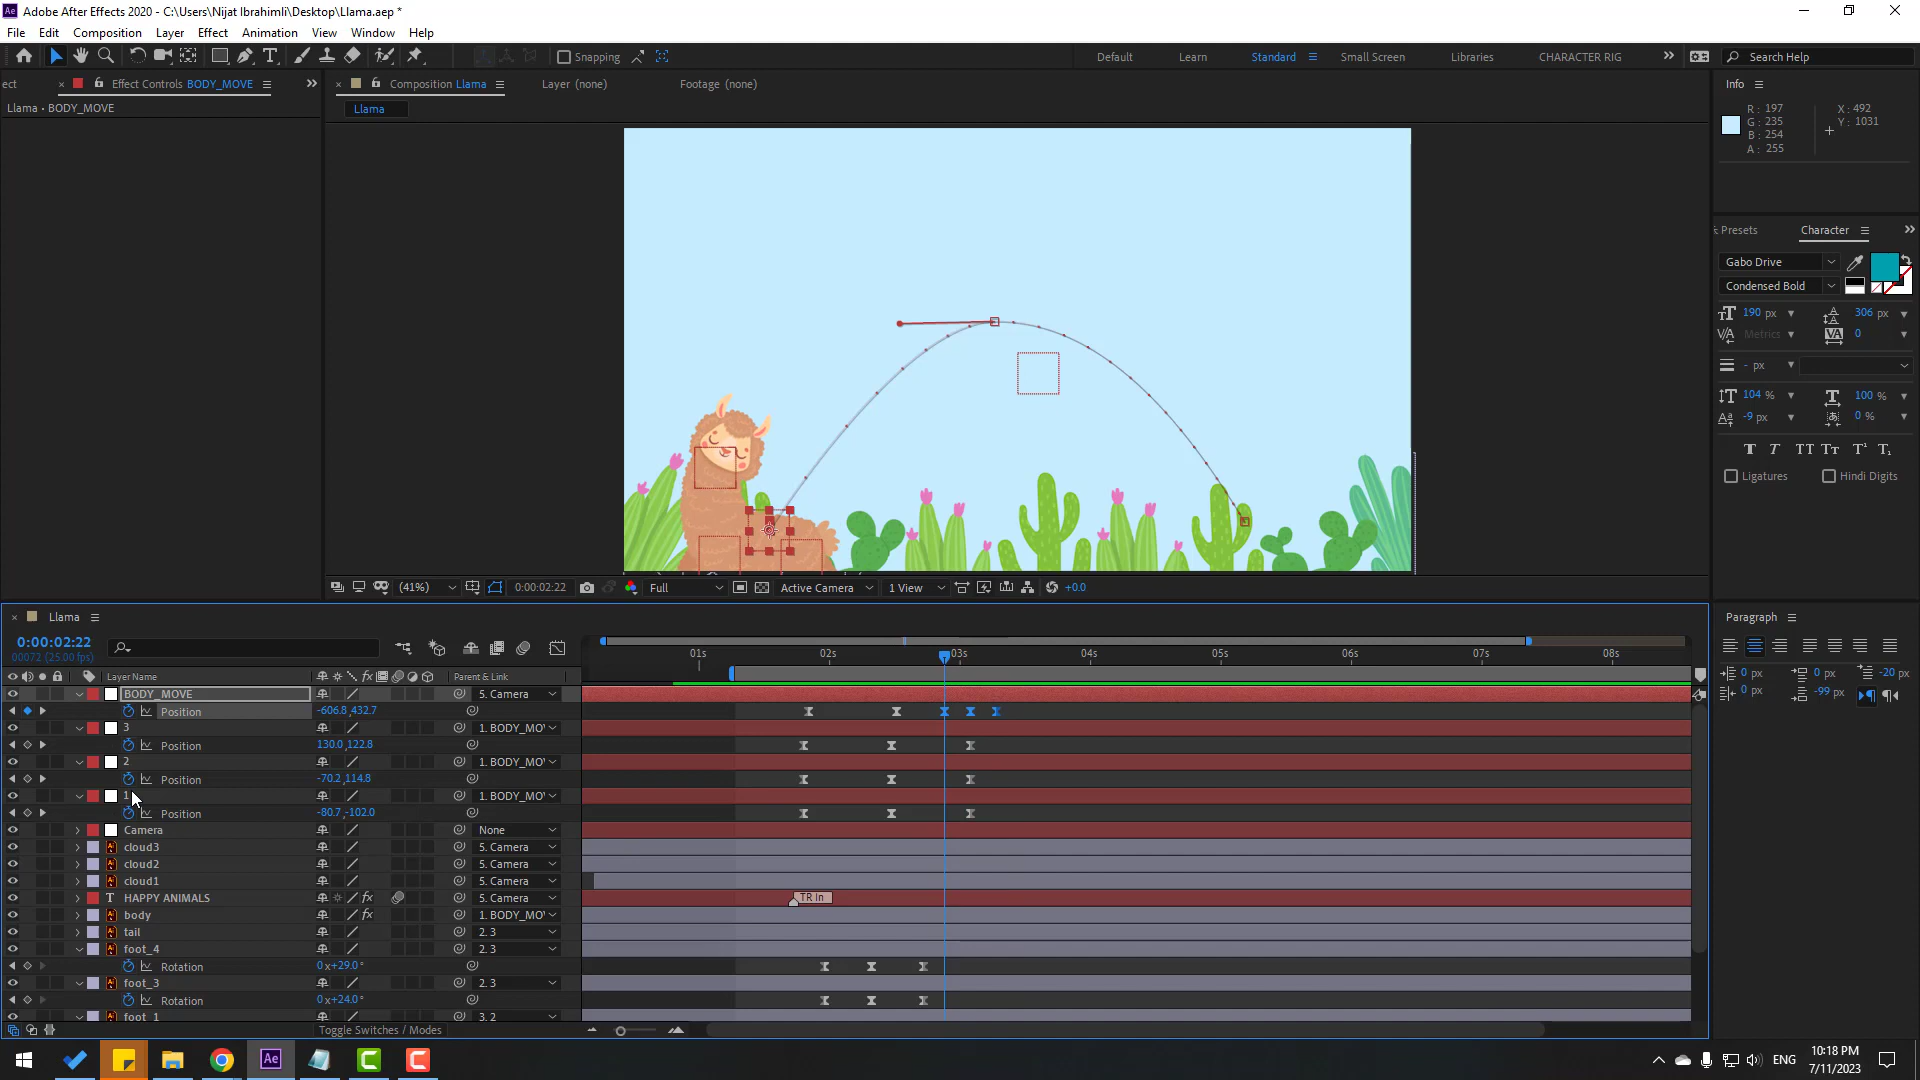 Adobe After Effects 2020 - C:\Users\Nijat Ibrahimli\Desktop\Llama.aep *
File Edit Composition Layer Effect Animation View Window Help
Snapping
Default Learn Standard Small Screen Libraries CHARACTER RIG Search Help
ect Effect Controls BODY_MOVE
Llama • BODY_MOVE
Composition Llama Layer (none) Footage (none)
Llama
Info
R : 197
G : 235
B : 254
A : 255
X : 492
Y : 1031
Presets Character
Gabo Drive
Condensed Bold
190 px 306 px
Metrics 0
- px
104 % 100 %
-9 px 0 %
T T TT Tr T¹ T₁
Ligatures Hindi Digits
(41%) 0:00:02:22 Full Active Camera 1 View +0.0
Llama
0:00:02:22
00072 (25.00 fps)
01s 02s 03s 04s 05s 06s 07s 08s
Layer Name Parent & Link
BODY_MOVE 5. Camera
Position -606.8,432.7
3 1. BODY_MO
Position 130.0,122.8
2 1. BODY_MO
Position -70.2,114.8
1 1. BODY_MO
Position -80.7,-102.0
Camera None
cloud3 5. Camera
cloud2 5. Camera
cloud1 5. Camera
HAPPY ANIMALS 5. Camera TR In
body 1. BODY_MO
tail 2. 3
foot_4 2. 3
Rotation 0x+29.0°
foot_3 2. 3
Rotation 0x+24.0°
foot_1 3. 2
Toggle Switches / Modes
Paragraph
0 px 0 px -20 px
0 px -99 px
ENG
10:18 PM
7/11/2023